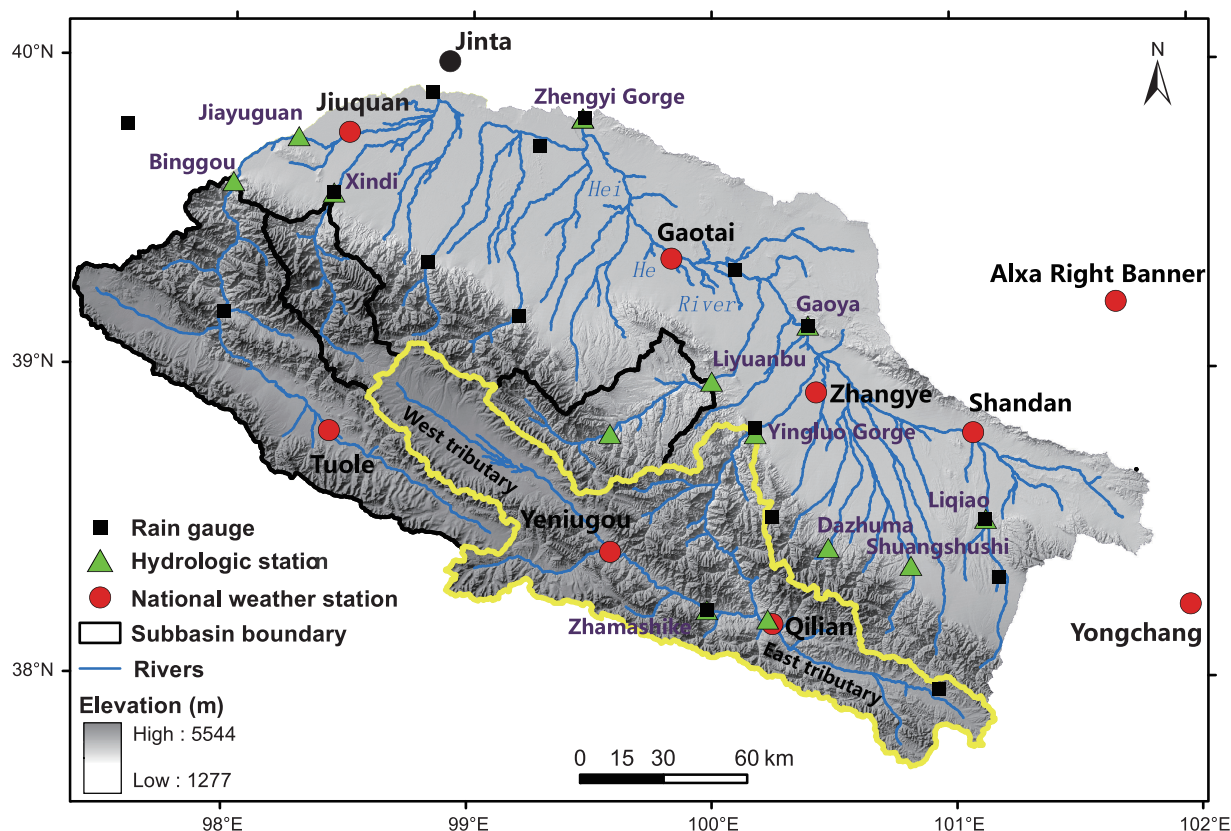 40°N
Jinta
N
Zhengyi Gorge
Jiayuguan
Jiuquan
Binggou
Xindi
Hei
Gaotai
He
Alxa Right Banner
River
Gaoya
39°N
Liyuanbu
Zhangye
Shandan
West tributary
Yingluo Gorge
Tuole
Liqiao
Yeniugou
Dazhuma
Shuangshushi
Rain gauge
Hydrologic station
National weather station
Zhamashike
Qilian
Yongchang
Subbasin boundary
East tributary
Rivers
38°N
Elevation (m)
High : 5544
Low : 1277
0 15 30 60 km
98°E 99°E 100°E 101°E 102°E